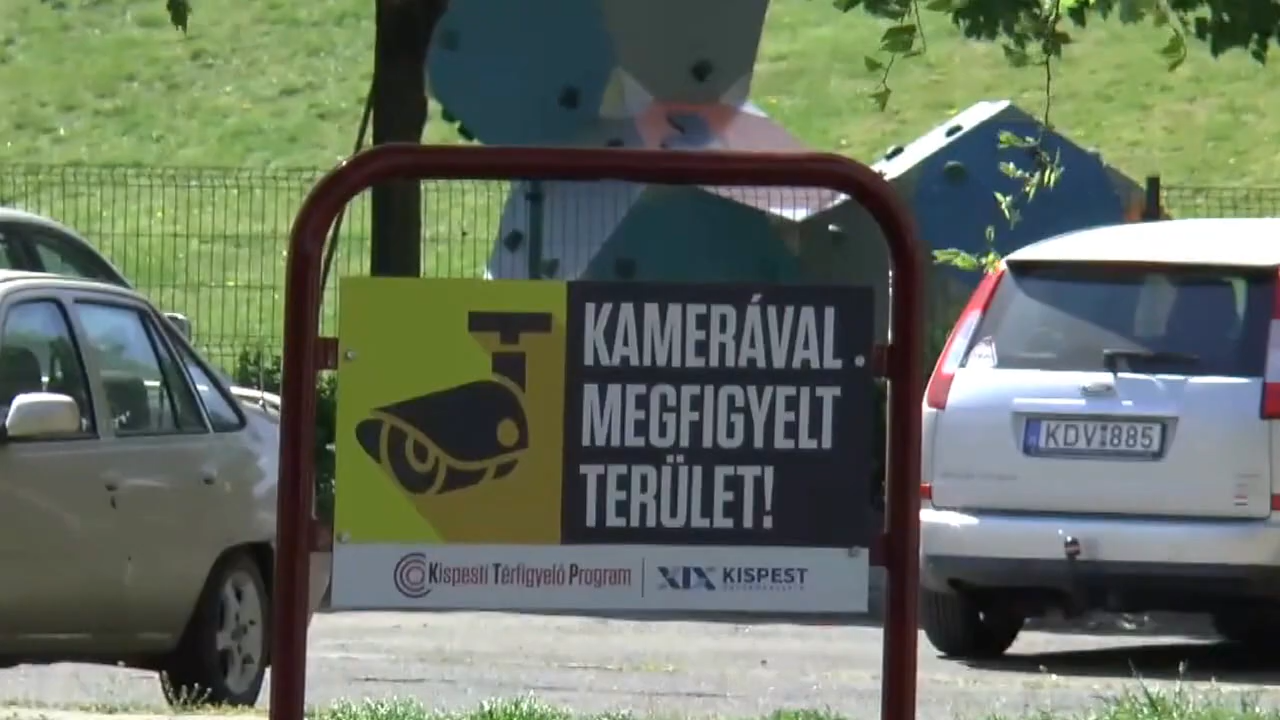 KAMERÁVAL
MEGFIGYELT
TERÜLET!
Kispesti Térfigyelő Program
XIX KISPEST
KDV-885